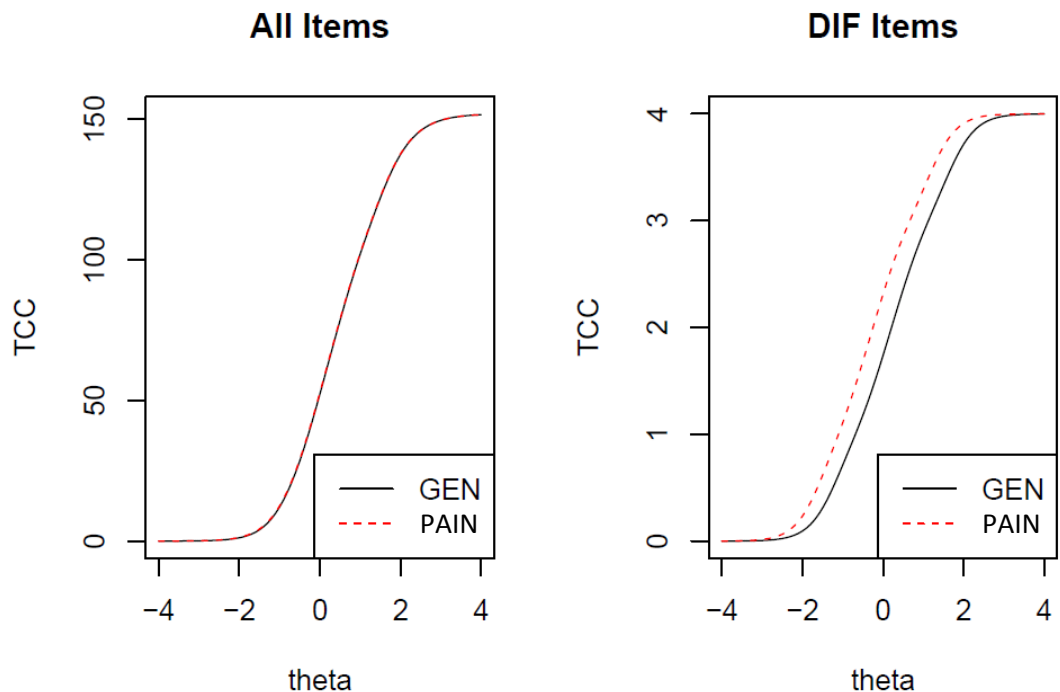 All Items
TCC
150
100
50
0
GEN
PAIN
−4 −2 0 2 4
theta
DIF Items
TCC
4
3
2
1
0
GEN
PAIN
−4 −2 0 2 4
theta